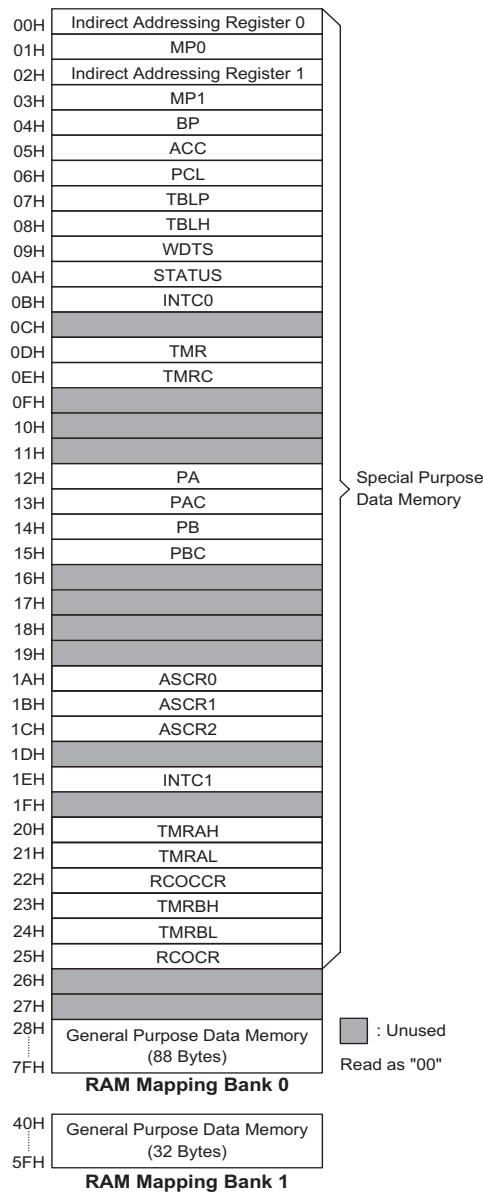 00H Indirect Addressing Register 0
01H MP0
02H Indirect Addressing Register 1
03H MP1
04H BP
05H ACC
06H PCL
07H TBLP
08H TBLH
09H WDTS
0AH STATUS
0BH INTC0
0CH
0DH TMR
0EH TMRC
0FH
10H
11H
12H PA
13H PAC
14H PB
15H PBC
16H
17H
18H
19H
1AH ASCR0
1BH ASCR1
1CH ASCR2
1DH
1EH INTC1
1FH
20H TMRAH
21H TMRAL
22H RCOCCR
23H TMRBH
24H TMRBL
25H RCOCR
26H
27H
28H
7FH
General Purpose Data Memory
(88 Bytes)
RAM Mapping Bank 0
Special Purpose
Data Memory
: Unused
Read as "00"
40H
5FH
General Purpose Data Memory
(32 Bytes)
RAM Mapping Bank 1